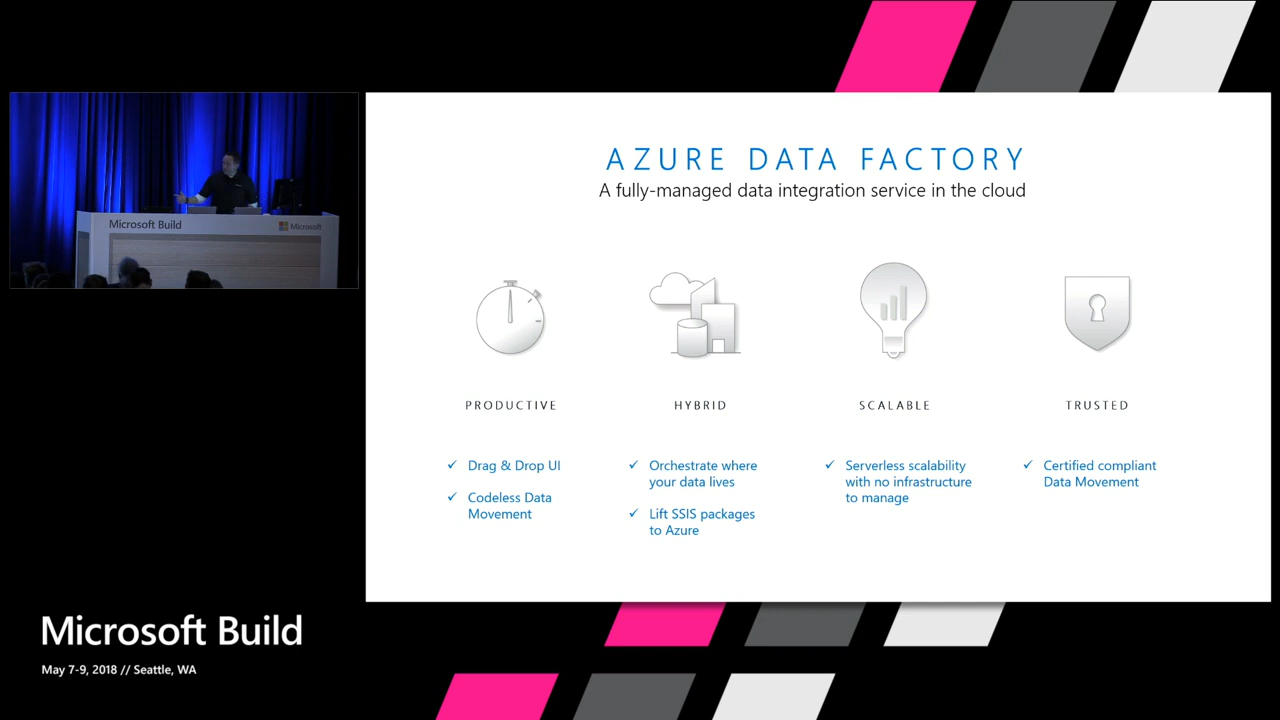 Microsoft Build
Microsoft
AZURE DATA FACTORY
A fully-managed data integration service in the cloud
PRODUCTIVE
✓ Drag & Drop UI
✓ Codeless Data
Movement
HYBRID
✓ Orchestrate where
your data lives
✓ Lift SSIS packages
to Azure
SCALABLE
✓ Serverless scalability
with no infrastructure
to manage
TRUSTED
✓ Certified compliant
Data Movement
Microsoft Build
May 7-9, 2018 // Seattle, WA